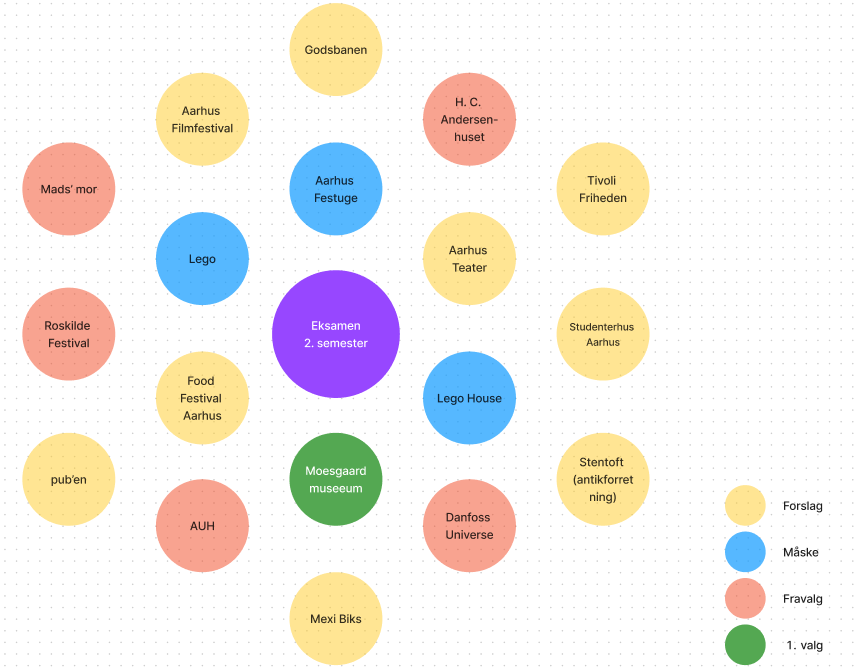 Godsbanen
Aarhus
Filmfestival
H. C.
Andersen-
huset
Mads' mor
Aarhus
Festuge
Tivoli
Friheden
Lego
Aarhus
Teater
Roskilde
Festival
Eksamen
2. semester
Studenterhus
Aarhus
Food
Festival
Aarhus
Lego House
pub'en
Moesgaard
museeum
Stentoft
(antikforret
ning)
AUH
Danfoss
Universe
Mexi Biks
Forslag
Måske
Fravalg
1. valg